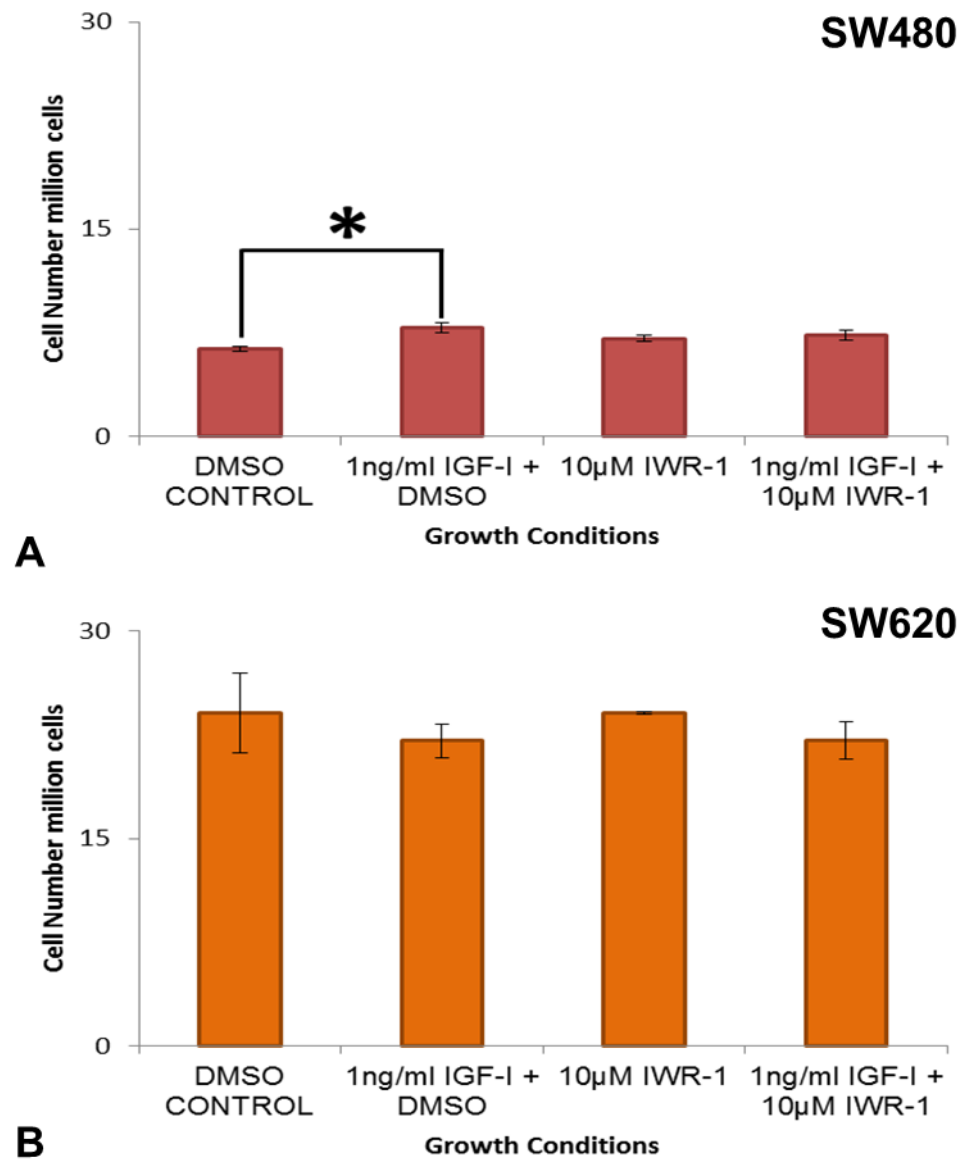 SW480
30
15
0
Cell Number million cells
*
DMSO
CONTROL
1ng/ml IGF-I +
DMSO
10µM IWR-1
1ng/ml IGF-I +
10µM IWR-1
Growth Conditions
A
SW620
30
15
0
Cell Number million cells
DMSO
CONTROL
1ng/ml IGF-I +
DMSO
10µM IWR-1
1ng/ml IGF-I +
10µM IWR-1
Growth Conditions
B